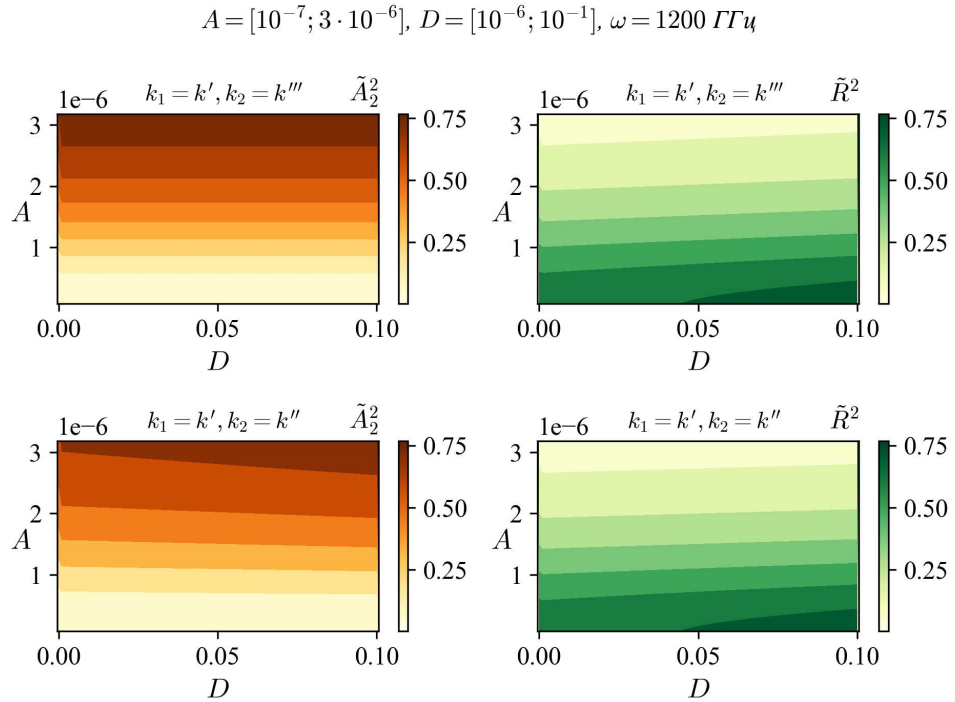 A = [10⁻⁷; 3 · 10⁻⁶], D = [10⁻⁶; 10⁻¹], ω = 1200 ГГц
1e−6 k₁ = k′, k₂ = k‴ Ã₂²
3
2
A
1
0.00 0.05 0.10
D
0.75
0.50
0.25
1e−6 k₁ = k′, k₂ = k‴ R̃²
3
2
A
1
0.00 0.05 0.10
D
0.75
0.50
0.25
1e−6 k₁ = k′, k₂ = k″ Ã₂²
3
2
A
1
0.00 0.05 0.10
D
0.75
0.50
0.25
1e−6 k₁ = k′, k₂ = k″ R̃²
3
2
A
1
0.00 0.05 0.10
D
0.75
0.50
0.25